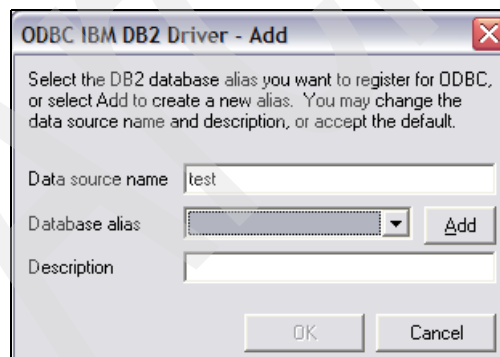 ODBC IBM DB2 Driver - Add
Select the DB2 database alias you want to register for ODBC,
or select Add to create a new alias. You may change the
data source name and description, or accept the default.
Data source name test
Database alias Add
Description
OK Cancel